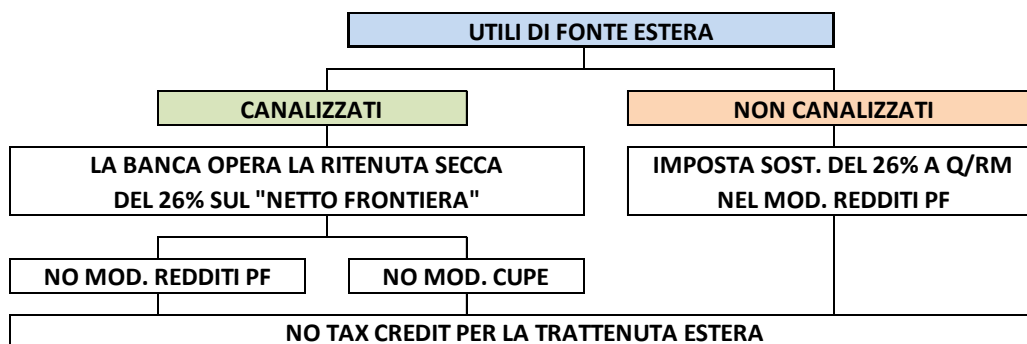 UTILI DI FONTE ESTERA
CANALIZZATI
NON CANALIZZATI
LA BANCA OPERA LA RITENUTA SECCA
DEL 26% SUL "NETTO FRONTIERA"
IMPOSTA SOST. DEL 26% A Q/RM
NEL MOD. REDDITI PF
NO MOD. REDDITI PF
NO MOD. CUPE
NO TAX CREDIT PER LA TRATTENUTA ESTERA